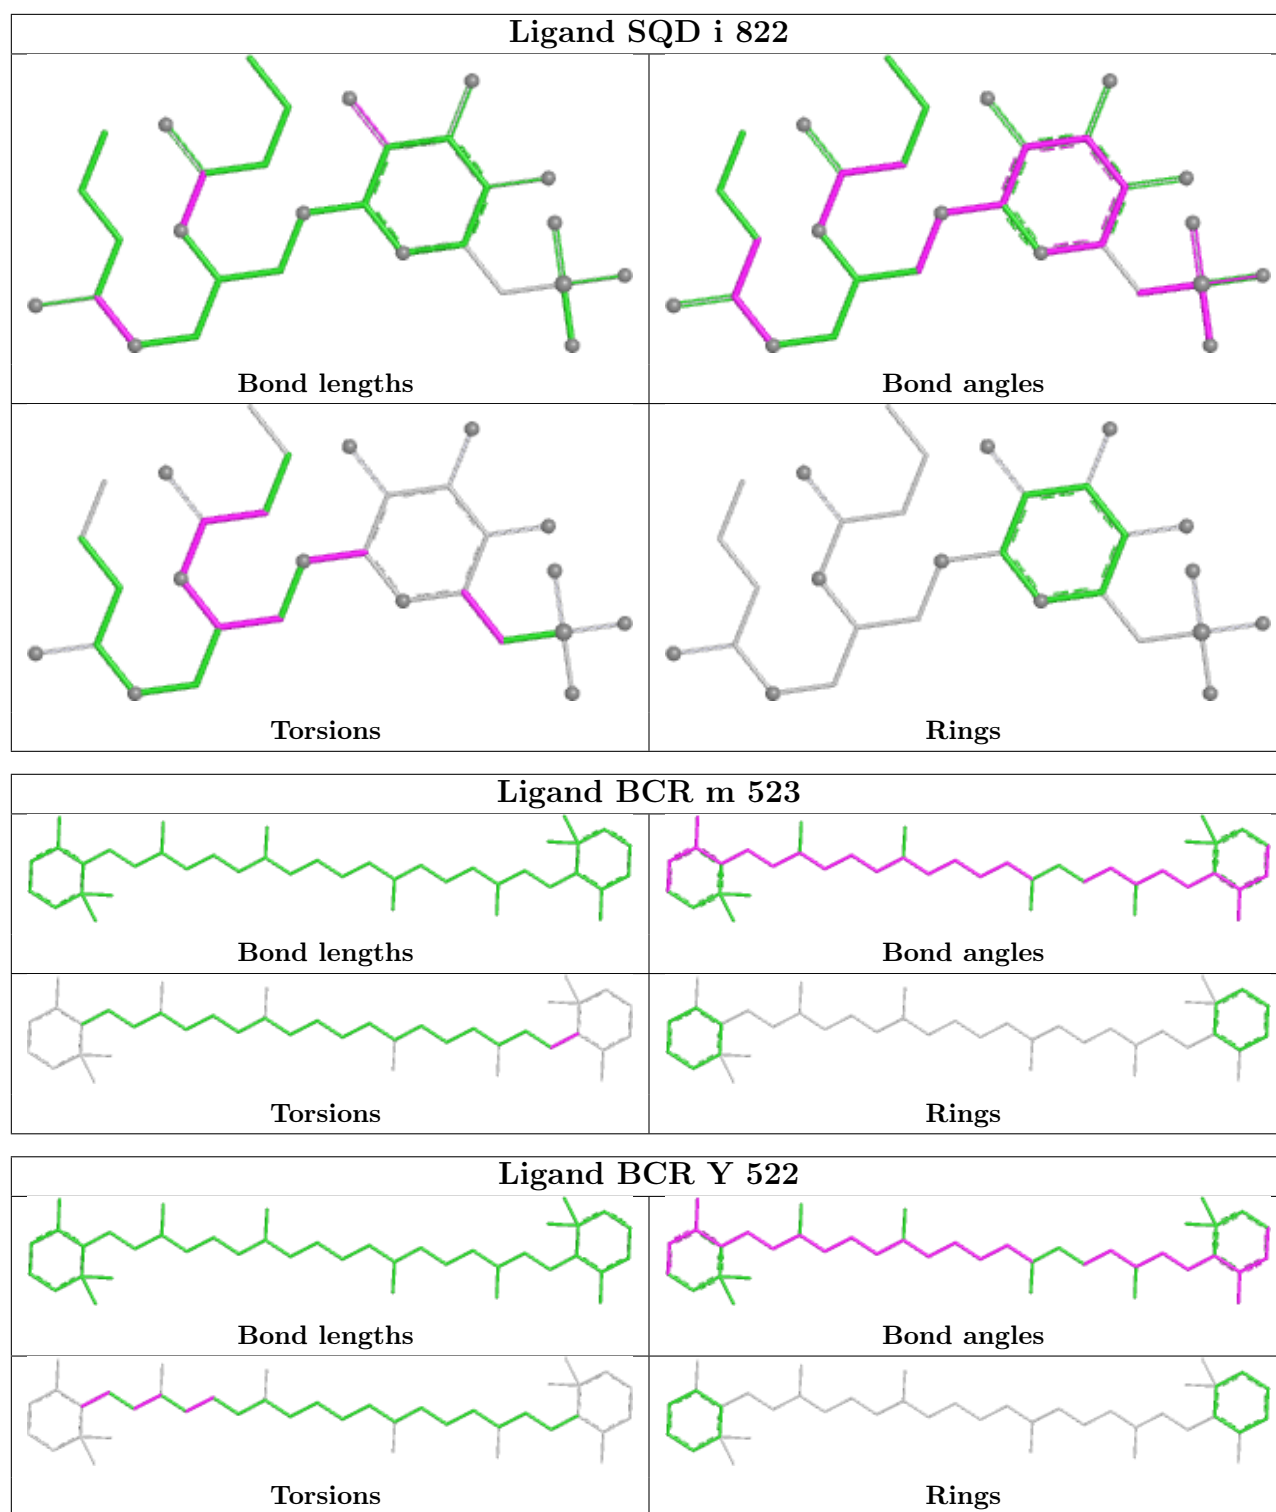 Ligand SQD i 822
Bond lengths
Bond angles
Torsions
Rings
Ligand BCR m 523
Bond lengths
Bond angles
Torsions
Rings
Ligand BCR Y 522
Bond lengths
Bond angles
Torsions
Rings